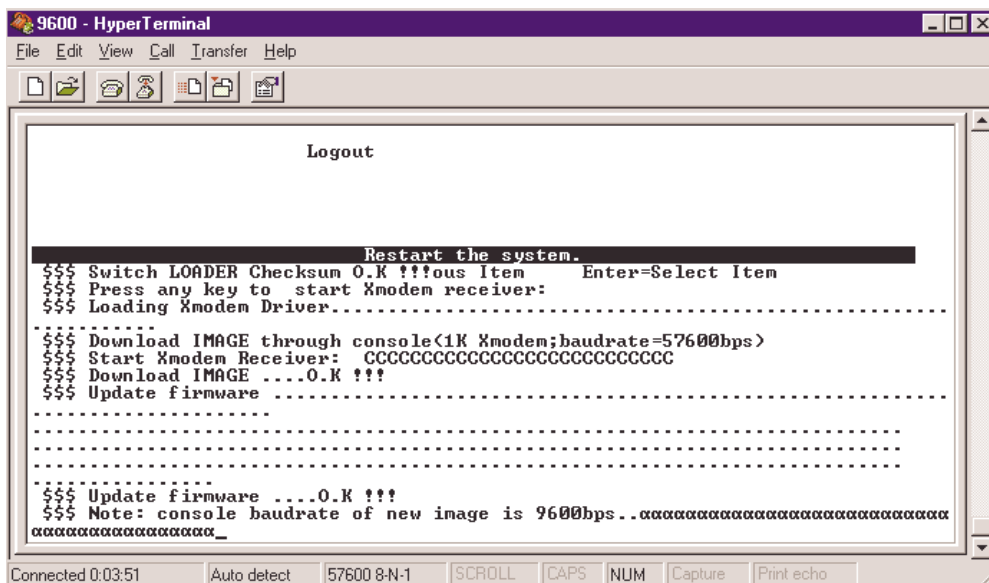 9600 - HyperTerminal
File Edit View Call Transfer Help
Logout
Restart the system.
$$$ Switch LOADER Checksum O.K !!!ous Item Enter=Select Item
$$$ Press any key to start Xmodem receiver:
$$$ Loading Xmodem Driver......................................................
...........
$$$ Download IMAGE through console(1K Xmodem;baudrate=57600bps)
$$$ Start Xmodem Receiver: CCCCCCCCCCCCCCCCCCCCCCCCCCC
$$$ Download IMAGE ....O.K !!!
$$$ Update firmware ...........................................................
.....................
............................................................................
............................................................................
............................................................................
................
$$$ Update firmware ....O.K !!!
$$$ Note: console baudrate of new image is 9600bps..ααααααααααααααααααααααααααα
αααααααααααααααα_
Connected 0:03:51 Auto detect 57600 8-N-1 SCROLL CAPS NUM Capture Print echo